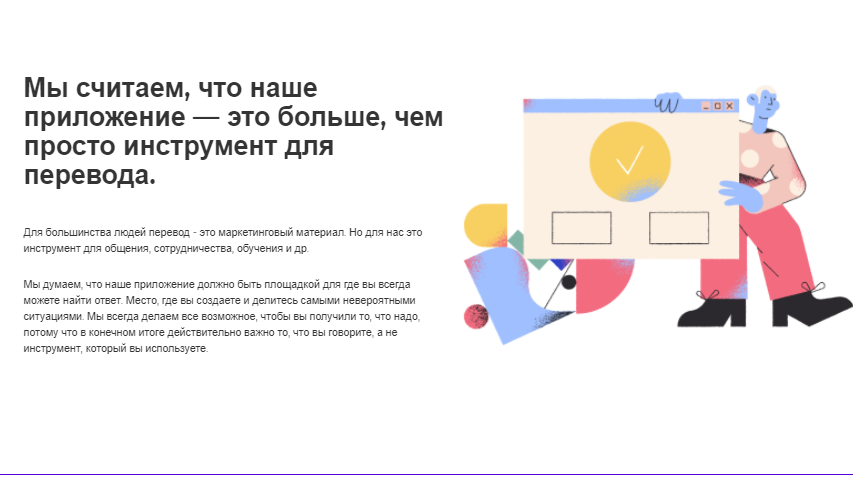 Мы считаем, что наше
приложение — это больше, чем
просто инструмент для
перевода.
Для большинства людей перевод - это маркетинговый материал. Но для нас это
инструмент для общения, сотрудничества, обучения и др.
Мы думаем, что наше приложение должно быть площадкой для где вы всегда
можете найти ответ. Место, где вы создаете и делитесь самыми невероятными
ситуациями. Мы всегда делаем все возможное, чтобы вы получили то, что надо,
потому что в конечном итоге действительно важно то, что вы говорите, а не
инструмент, который вы используете.